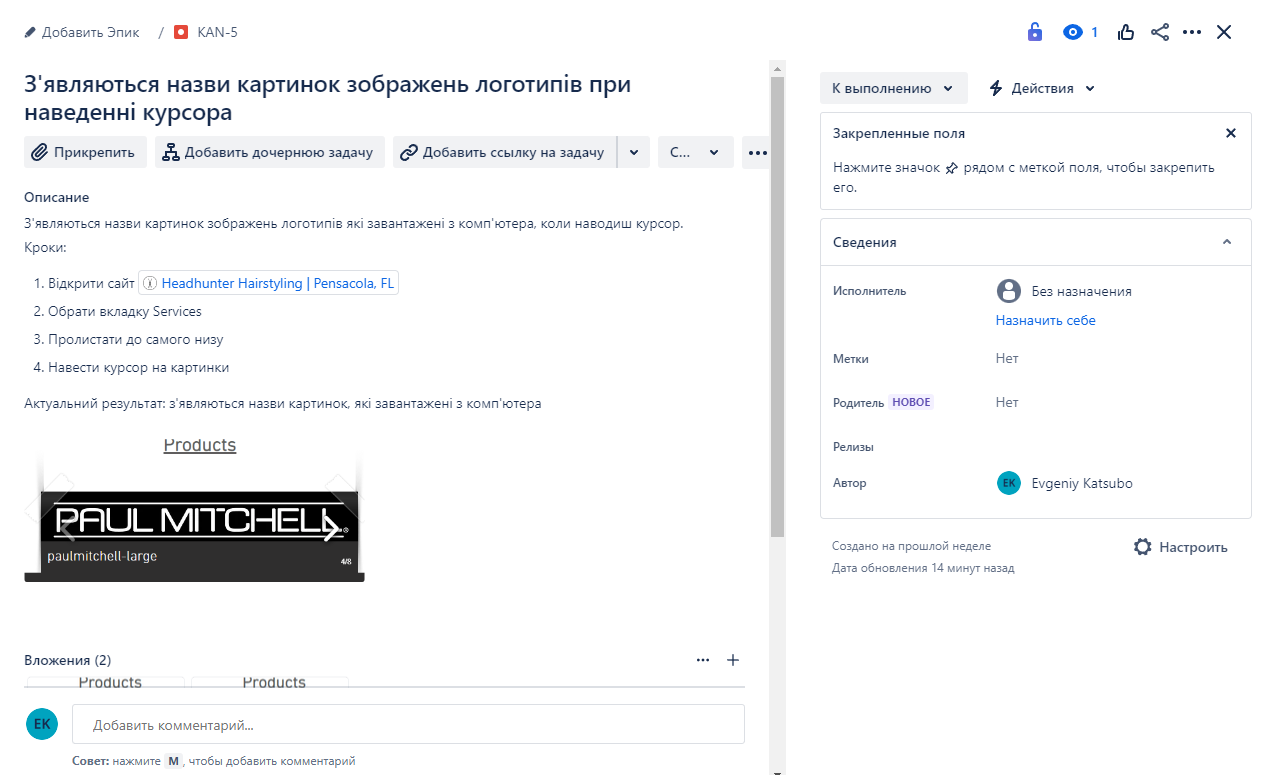 Добавить Эпик / KAN-5
1
З'являються назви картинок зображень логотипів при
наведенні курсора
Прикрепить
Добавить дочернюю задачу
Добавить ссылку на задачу
С...
Описание
З'являються назви картинок зображень логотипів які завантажені з комп'ютера, коли наводиш курсор.
Кроки:
1. Відкрити сайт Headhunter Hairstyling | Pensacola, FL
2. Обрати вкладку Services
3. Пролистати до самого низу
4. Навести курсор на картинки
Актуальний результат: з'являються назви картинок, які завантажені з комп'ютера
Products
PAUL MITCHELL®
paulmitchell-large
4/8
Вложения (2)
Products Products
EK
Добавить комментарий...
Совет: нажмите M, чтобы добавить комментарий
К выполнению
Действия
Закрепленные поля
Нажмите значок рядом с меткой поля, чтобы закрепить
его.
Сведения
Исполнитель Без назначения
Назначить себе
Метки Нет
Родитель НОВОЕ Нет
Релизы
Автор EK Evgeniy Katsubo
Создано на прошлой неделе
Дата обновления 14 минут назад
Настроить